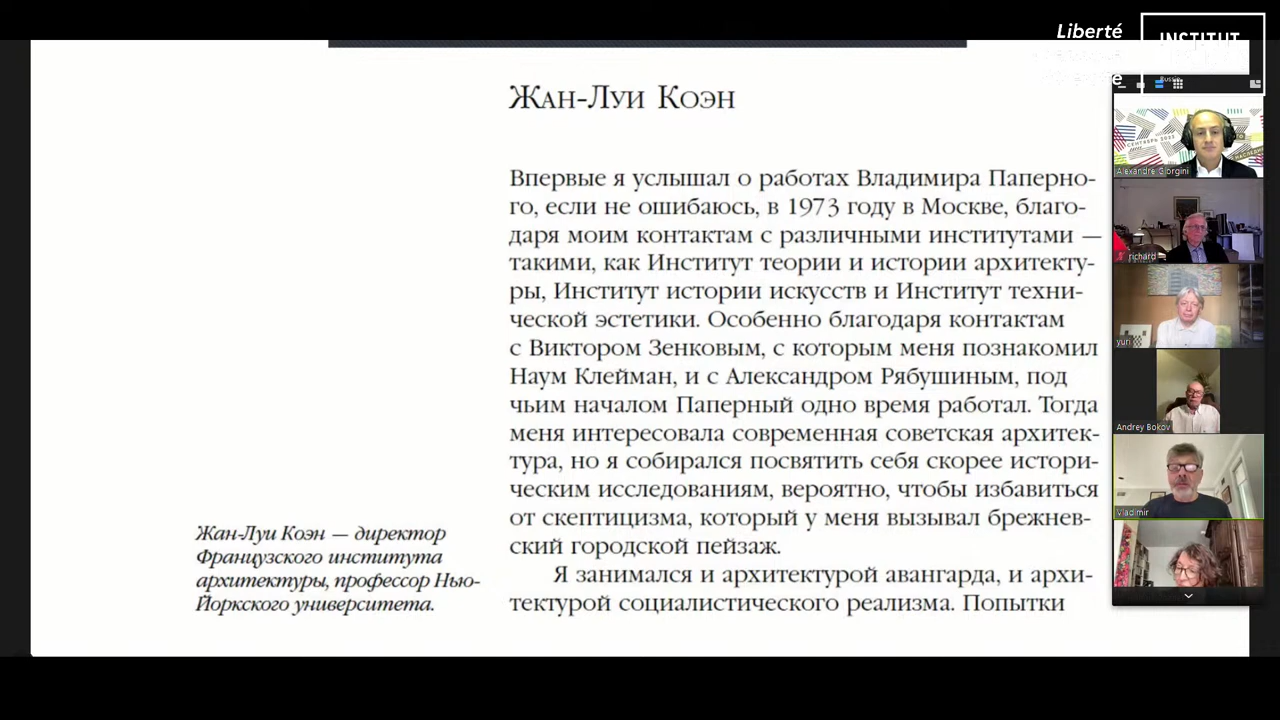 Liberté
INSTITUT
Жан-Луи Коэн
Впервые я услышал о работах Владимира Паперно-
го, если не ошибаюсь, в 1973 году в Москве, благо-
даря моим контактам с различными институтами —
такими, как Институт теории и истории архитекту-
ры, Институт истории искусств и Институт техни-
ческой эстетики. Особенно благодаря контактам
с Виктором Зенковым, с которым меня познакомил
Наум Клейман, и с Александром Рябушиным, под
чьим началом Паперный одно время работал. Тогда
меня интересовала современная советская архитек-
тура, но я собирался посвятить себя скорее истори-
ческим исследованиям, вероятно, чтобы избавиться
от скептицизма, который у меня вызывал брежнев-
ский городской пейзаж.
Я занимался и архитектурой авангарда, и архи-
тектурой социалистического реализма. Попытки
Жан-Луи Коэн — директор
Французского института
архитектуры, профессор Нью-
Йоркского университета.
СЕНТЯБРЬ 2023
Alexandre Giorgini
richard
yuri
Andrey Bokov
Vladimir